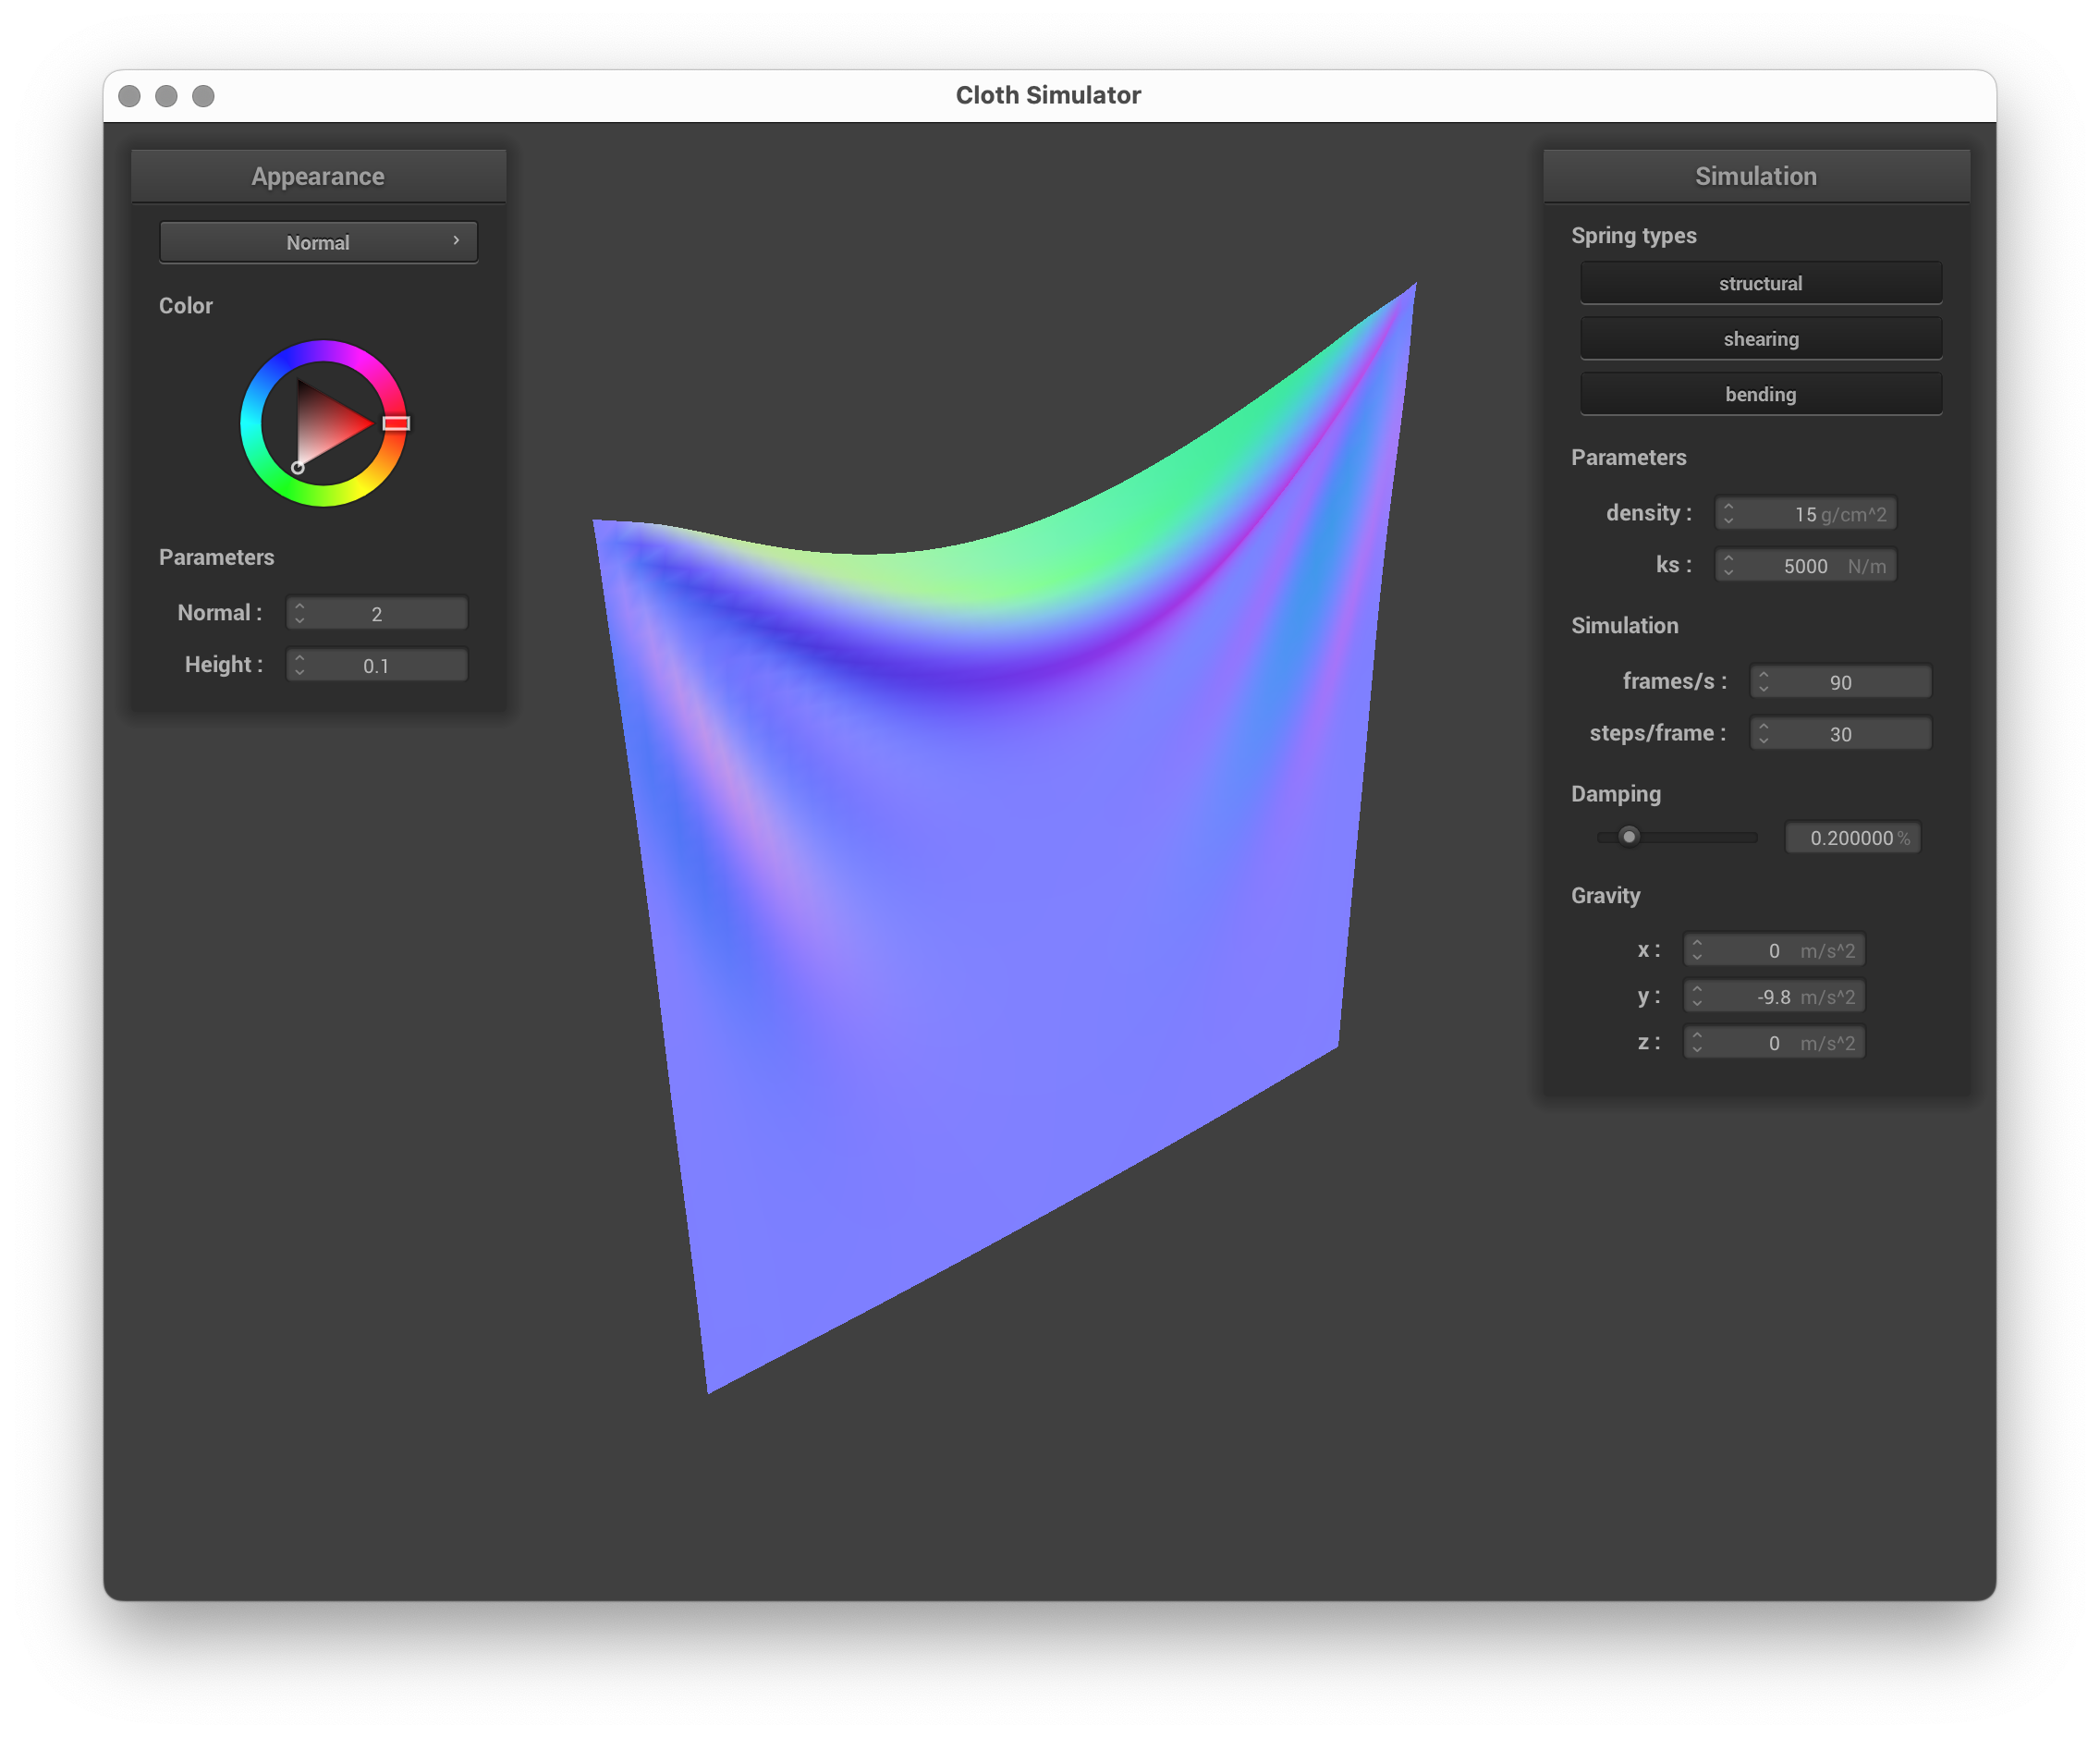 Cloth Simulator
Appearance
Normal
Color
Parameters
Normal : 2
Height : 0.1
Simulation
Spring types
structural
shearing
bending
Parameters
density : 15 g/cm^2
ks : 5000 N/m
Simulation
frames/s : 90
steps/frame : 30
Damping
0.200000 %
Gravity
x : 0 m/s^2
y : -9.8 m/s^2
z : 0 m/s^2